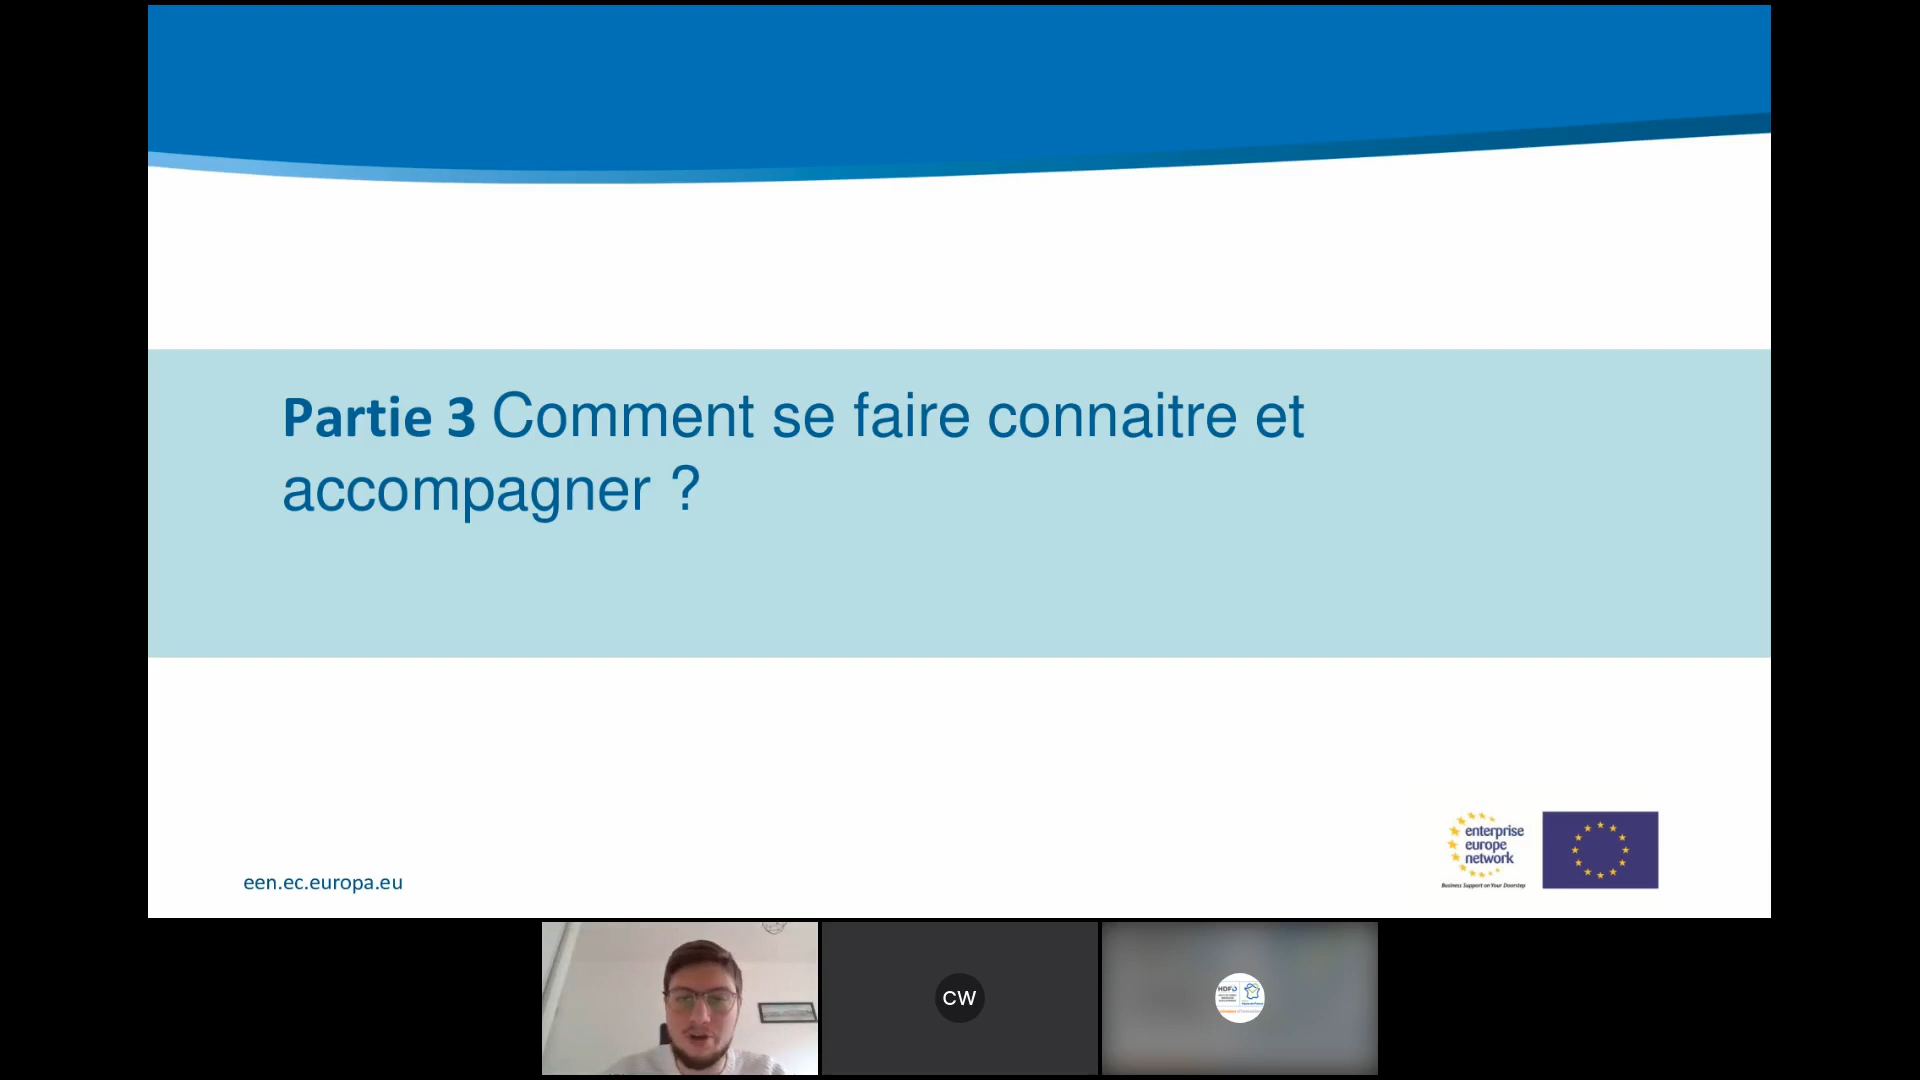 Partie 3 Comment se faire connaitre et
accompagner ?
enterprise
europe
network
Business Support on Your Doorstep
een.ec.europa.eu
CW
HDFID